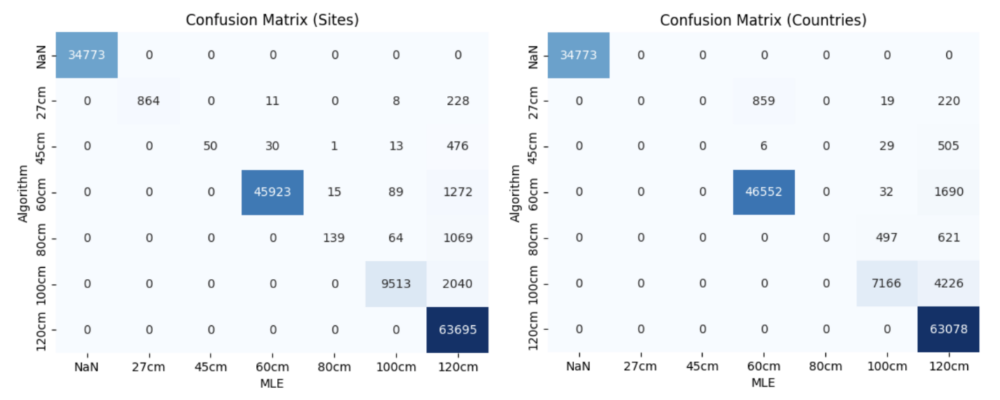 Confusion Matrix (Sites)
Algorithm
NaN 34773 0 0 0 0 0 0
27cm 0 864 0 11 0 8 228
45cm 0 0 50 30 1 13 476
60cm 0 0 0 45923 15 89 1272
80cm 0 0 0 0 139 64 1069
100cm 0 0 0 0 0 9513 2040
120cm 0 0 0 0 0 0 63695
NaN 27cm 45cm 60cm 80cm 100cm 120cm
MLE
Confusion Matrix (Countries)
Algorithm
NaN 34773 0 0 0 0 0 0
27cm 0 0 0 859 0 19 220
45cm 0 0 0 6 0 29 505
60cm 0 0 0 46552 0 32 1690
80cm 0 0 0 0 0 497 621
100cm 0 0 0 0 0 7166 4226
120cm 0 0 0 0 0 0 63078
NaN 27cm 45cm 60cm 80cm 100cm 120cm
MLE